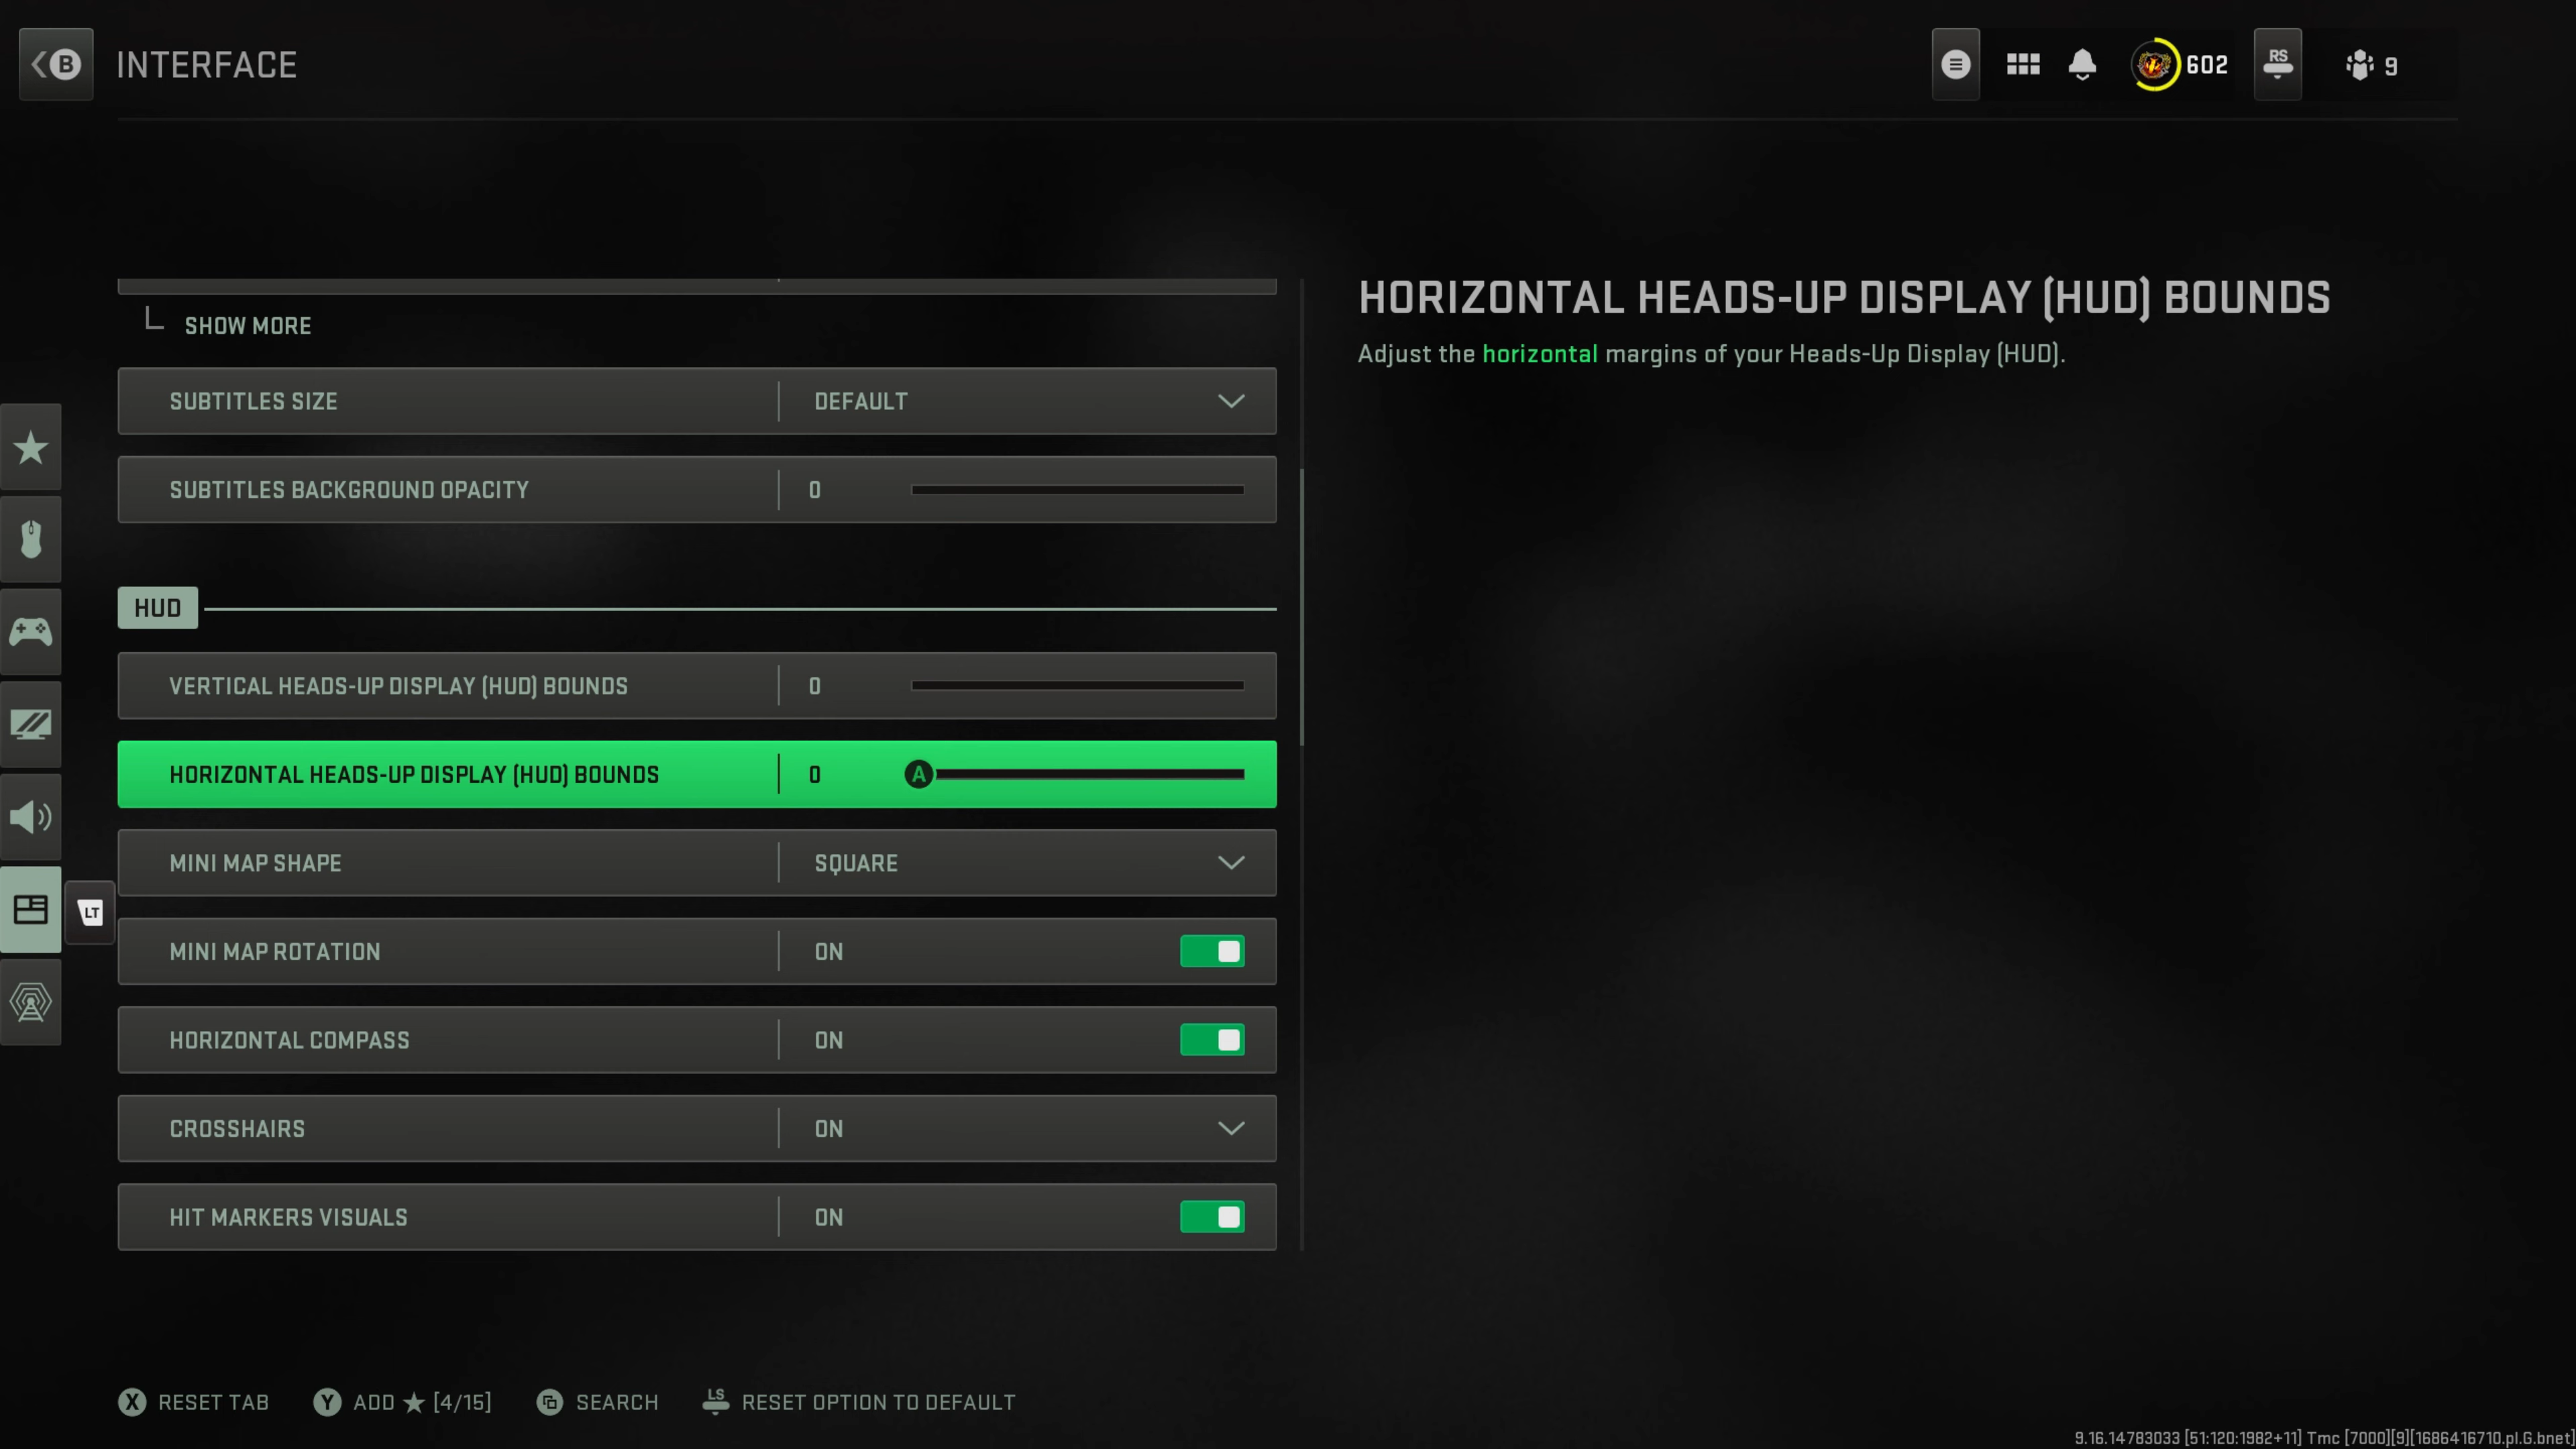 B INTERFACE 602 RS 9
HORIZONTAL HEADS-UP DISPLAY (HUD) BOUNDS
Adjust the horizontal margins of your Heads-Up Display (HUD).
SHOW MORE
SUBTITLES SIZE DEFAULT
SUBTITLES BACKGROUND OPACITY 0
HUD
VERTICAL HEADS-UP DISPLAY (HUD) BOUNDS 0
HORIZONTAL HEADS-UP DISPLAY (HUD) BOUNDS 0 A
MINI MAP SHAPE SQUARE
LT
MINI MAP ROTATION ON
HORIZONTAL COMPASS ON
CROSSHAIRS ON
HIT MARKERS VISUALS ON
X RESET TAB Y ADD ★ [4/15] SEARCH LS RESET OPTION TO DEFAULT
9.16.14783033 [51:120:1982+11] Tmc [7000][9][1686416710.pl.G.bnet]